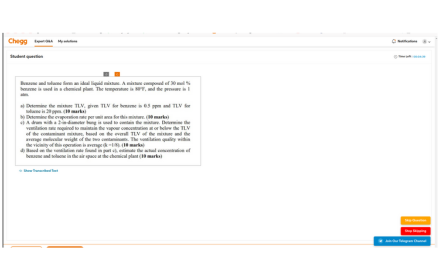 Chegg
Expert Q&A
My solutions
Notifications
Student question
Time Left :
Benzene and toluene form an ideal liquid mixture. A mixture composed of 50 mol %
benzene is used in a chemical plant. The temperature is 80°F, and the pressure is 1
atm.
a) Determine the mixture TLV, given TLV for benzene is 0.5 ppm and TLV for
toluene is 20 ppm. (10 marks)
b) Determine the evaporation rate per unit area for this mixture. (10 marks)
c) A drum with a 2-in-diameter bung is used to contain the mixture. Determine the
ventilation rate required to maintain the vapour concentration at or below the TLV
of the contaminant mixture, based on the overall TLV of the mixture and the
average molecular weight of the two contaminants. The ventilation quality within
the vicinity of this operation is average (k =1/8). (10 marks)
d) Based on the ventilation rate found in part c), estimate the actual concentration of
benzene and toluene in the air space at the chemical plant (10 marks)
Show Transcribed Text
Skip Question
Stop Skipping
Join Our Telegram Channel